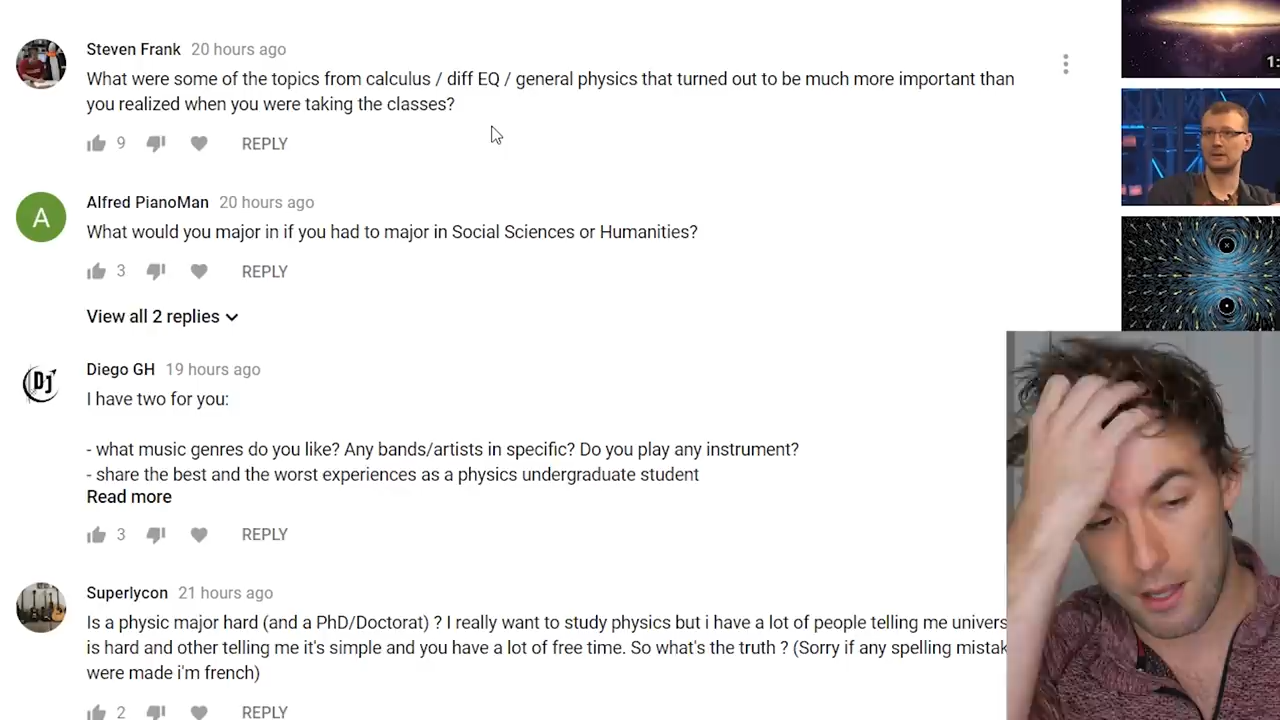 Steven Frank 20 hours ago
What were some of the topics from calculus / diff EQ / general physics that turned out to be much more important than
you realized when you were taking the classes?
9 REPLY
A
Alfred PianoMan 20 hours ago
What would you major in if you had to major in Social Sciences or Humanities?
3 REPLY
View all 2 replies
DJ
Diego GH 19 hours ago
I have two for you:
- what music genres do you like? Any bands/artists in specific? Do you play any instrument?
- share the best and the worst experiences as a physics undergraduate student
Read more
3 REPLY
Superlycon 21 hours ago
Is a physic major hard (and a PhD/Doctorat) ? I really want to study physics but i have a lot of people telling me univers
is hard and other telling me it's simple and you have a lot of free time. So what's the truth ? (Sorry if any spelling mistak
were made i'm french)
2 REPLY
1: